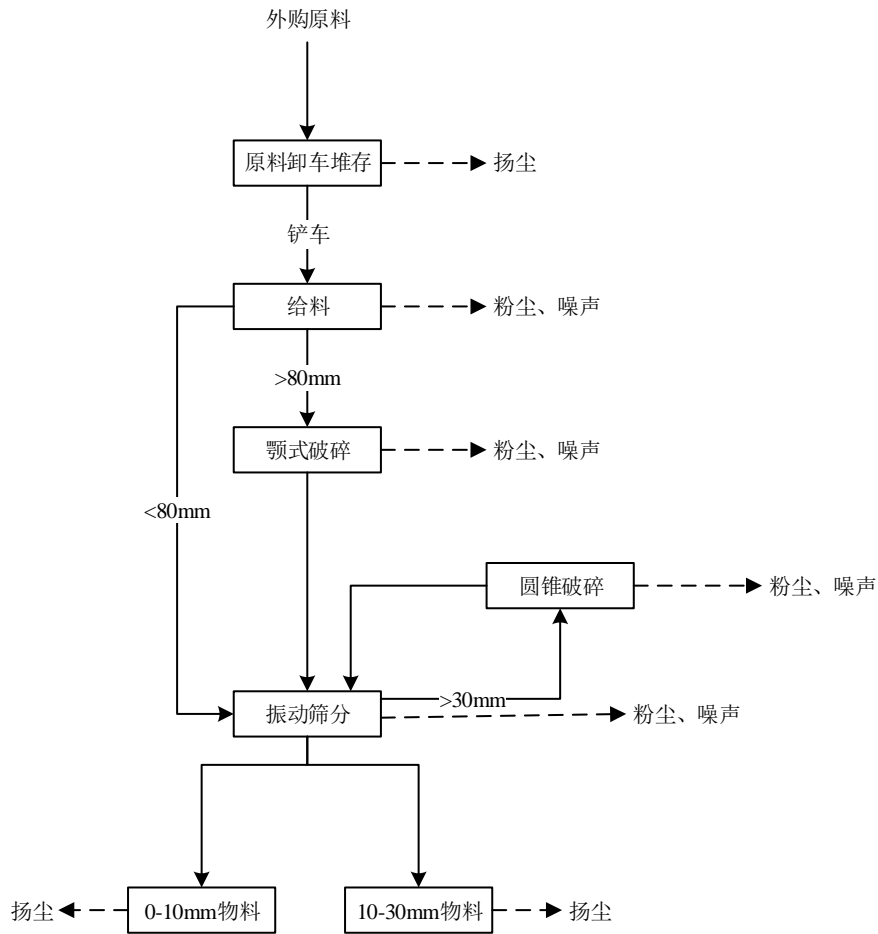 外购原料
原料卸车堆存
扬尘
铲车
给料
粉尘、噪声
>80mm
颚式破碎
粉尘、噪声
<80mm
圆锥破碎
粉尘、噪声
>30mm
振动筛分
粉尘、噪声
扬尘
0-10mm物料
10-30mm物料
扬尘